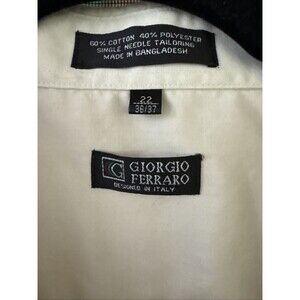 60% COTTON 40% POLYESTER
SINGLE NEEDLE TAILORING
MADE IN BANGLADESH
22
36/37
G GIORGIO
FERRARO
DESIGNED IN ITALY